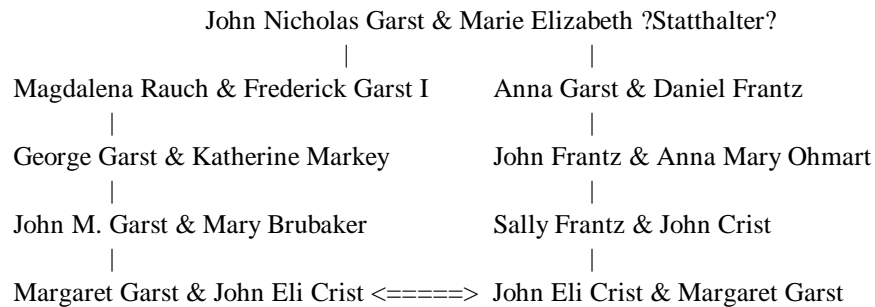 John Nicholas Garst & Marie Elizabeth ?Statthalter?
| |
Magdalena Rauch & Frederick Garst I Anna Garst & Daniel Frantz
| |
George Garst & Katherine Markey John Frantz & Anna Mary Ohmart
| |
John M. Garst & Mary Brubaker Sally Frantz & John Crist
| |
Margaret Garst & John Eli Crist <=====> John Eli Crist & Margaret Garst